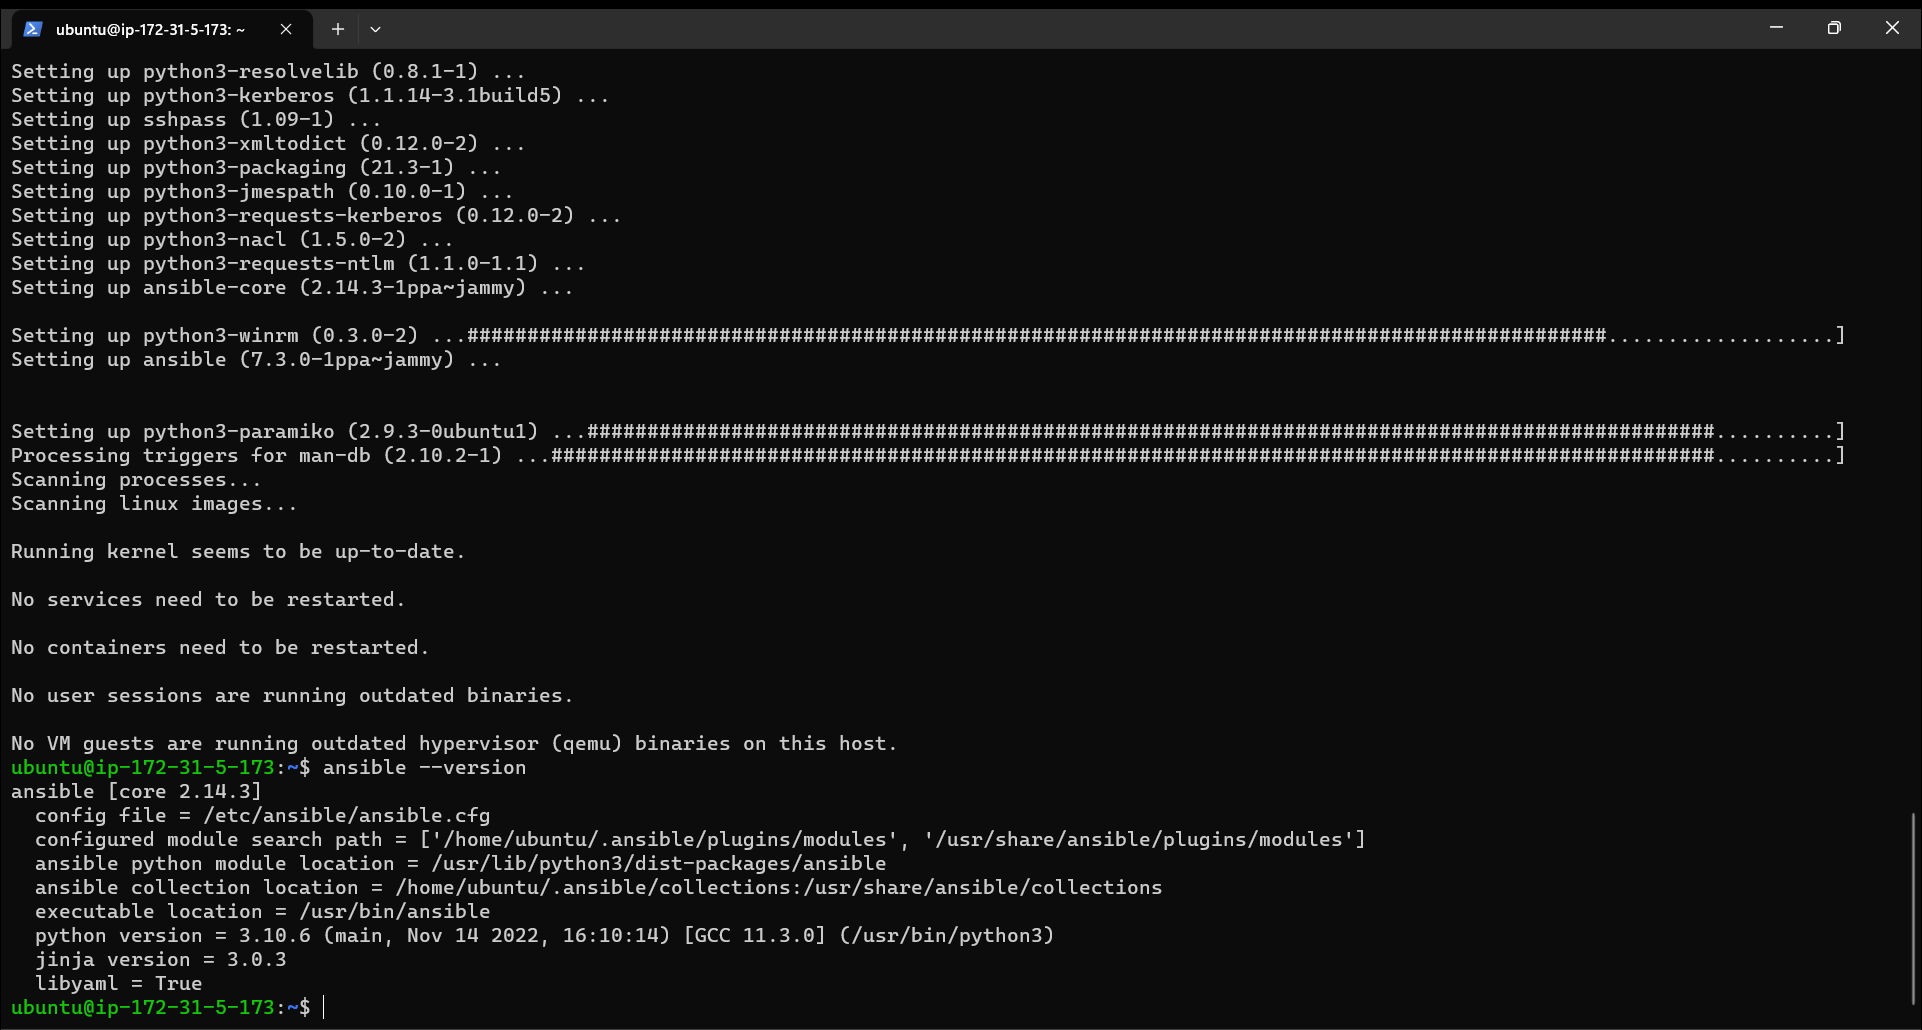 ubuntu@ip-172-31-5-173: ~
Setting up python3-resolvelib (0.8.1-1) ...
Setting up python3-kerberos (1.1.14-3.1build5) ...
Setting up sshpass (1.09-1) ...
Setting up python3-xmltodict (0.12.0-2) ...
Setting up python3-packaging (21.3-1) ...
Setting up python3-jmespath (0.10.0-1) ...
Setting up python3-requests-kerberos (0.12.0-2) ...
Setting up python3-nacl (1.5.0-2) ...
Setting up python3-requests-ntlm (1.1.0-1.1) ...
Setting up ansible-core (2.14.3-1ppa~jammy) ...
Setting up python3-winrm (0.3.0-2) ...###############################################################################################...................]
Setting up ansible (7.3.0-1ppa~jammy) ...
Setting up python3-paramiko (2.9.3-0ubuntu1) ...##############################################################################################..........]
Processing triggers for man-db (2.10.2-1) ...#################################################################################################..........]
Scanning processes...
Scanning linux images...
Running kernel seems to be up-to-date.
No services need to be restarted.
No containers need to be restarted.
No user sessions are running outdated binaries.
No VM guests are running outdated hypervisor (qemu) binaries on this host.
ubuntu@ip-172-31-5-173:~$ ansible --version
ansible [core 2.14.3]
  config file = /etc/ansible/ansible.cfg
  configured module search path = ['/home/ubuntu/.ansible/plugins/modules', '/usr/share/ansible/plugins/modules']
  ansible python module location = /usr/lib/python3/dist-packages/ansible
  ansible collection location = /home/ubuntu/.ansible/collections:/usr/share/ansible/collections
  executable location = /usr/bin/ansible
  python version = 3.10.6 (main, Nov 14 2022, 16:10:14) [GCC 11.3.0] (/usr/bin/python3)
  jinja version = 3.0.3
  libyaml = True
ubuntu@ip-172-31-5-173:~$